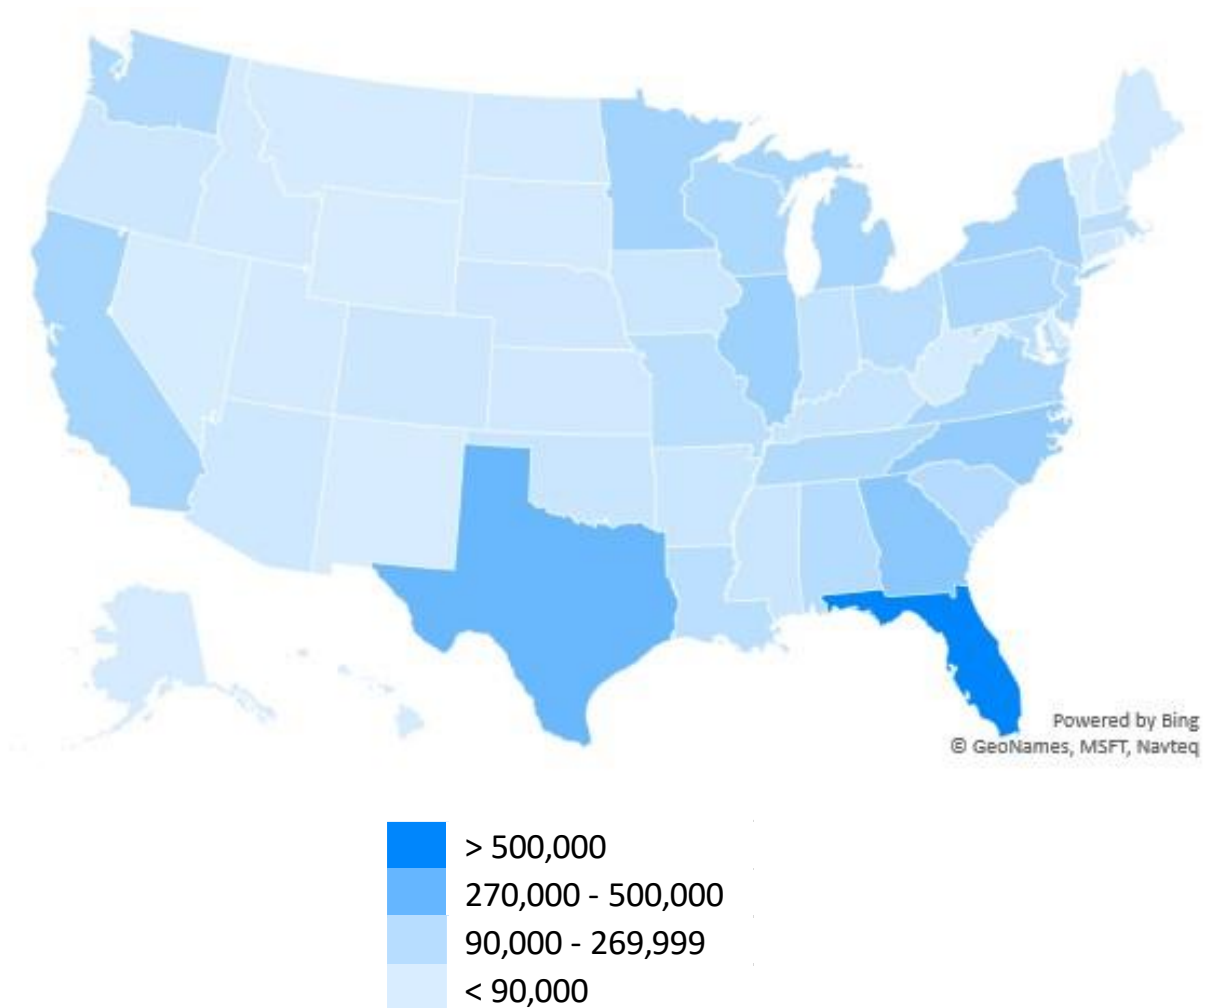 Powered by Bing
© GeoNames, MSFT, Navteq
> 500,000
270,000 - 500,000
90,000 - 269,999
< 90,000